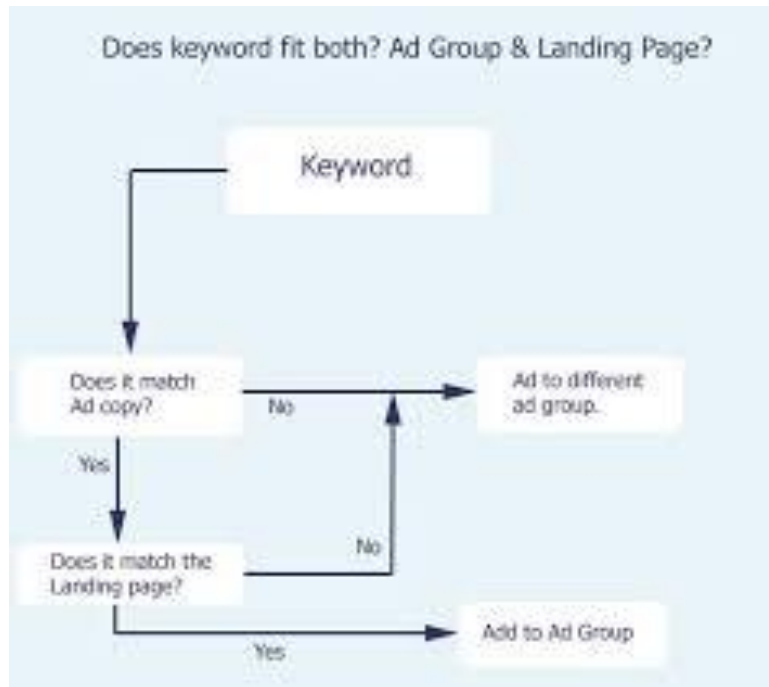 Does keyword fit both? Ad Group & Landing Page?
Keyword
Does it match
Ad copy?
No
Ad to different
ad group.
Yes
Does it match the
Landing page?
No
Yes
Add to Ad Group